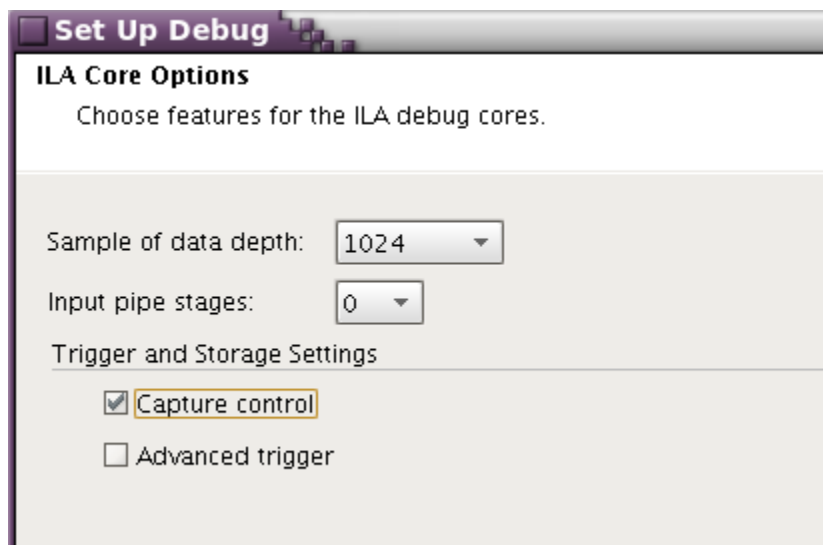 Set Up Debug
ILA Core Options
Choose features for the ILA debug cores.
Sample of data depth: 1024
Input pipe stages: 0
Trigger and Storage Settings
Capture control
Advanced trigger